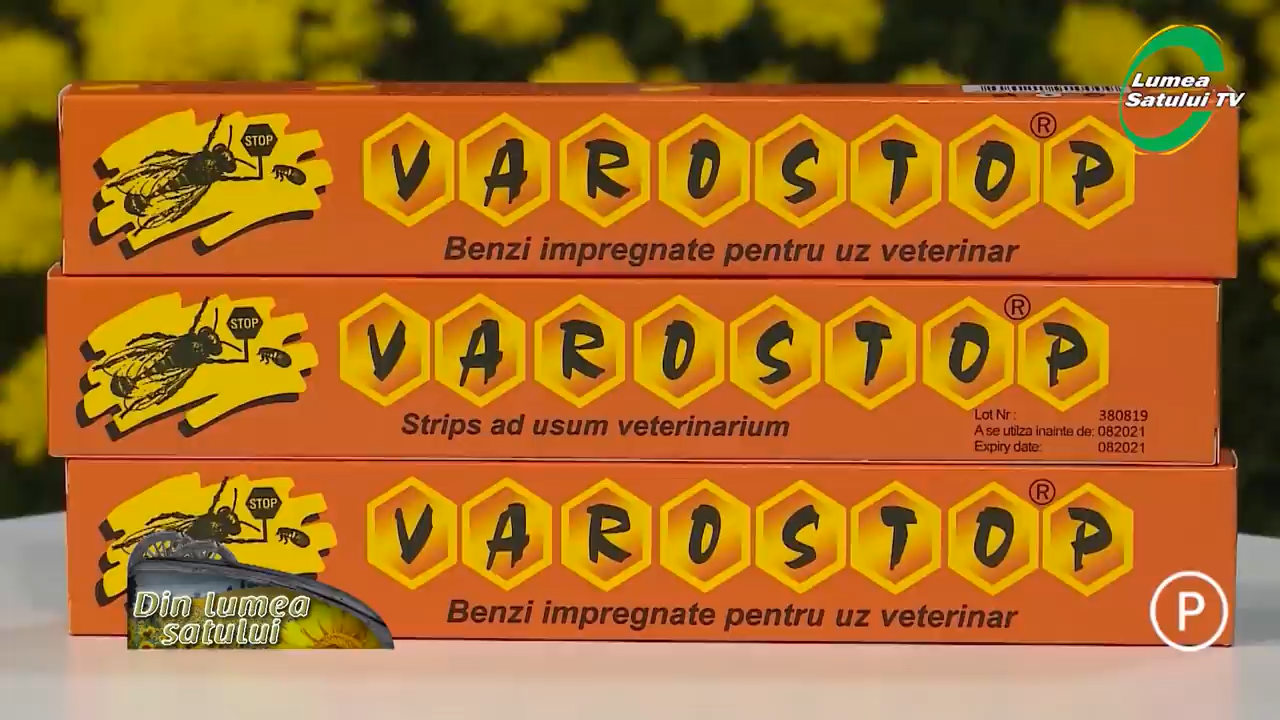 Lumea
Satului TV
STOP
VAROSTOP®
Benzi impregnate pentru uz veterinar
STOP
VAROSTOP®
Strips ad usum veterinarium
Lot Nr : 380819
A se utilza inainte de: 082021
Expiry date: 082021
STOP
VAROSTOP®
Benzi impregnate pentru uz veterinar
Din lumea
satului
P